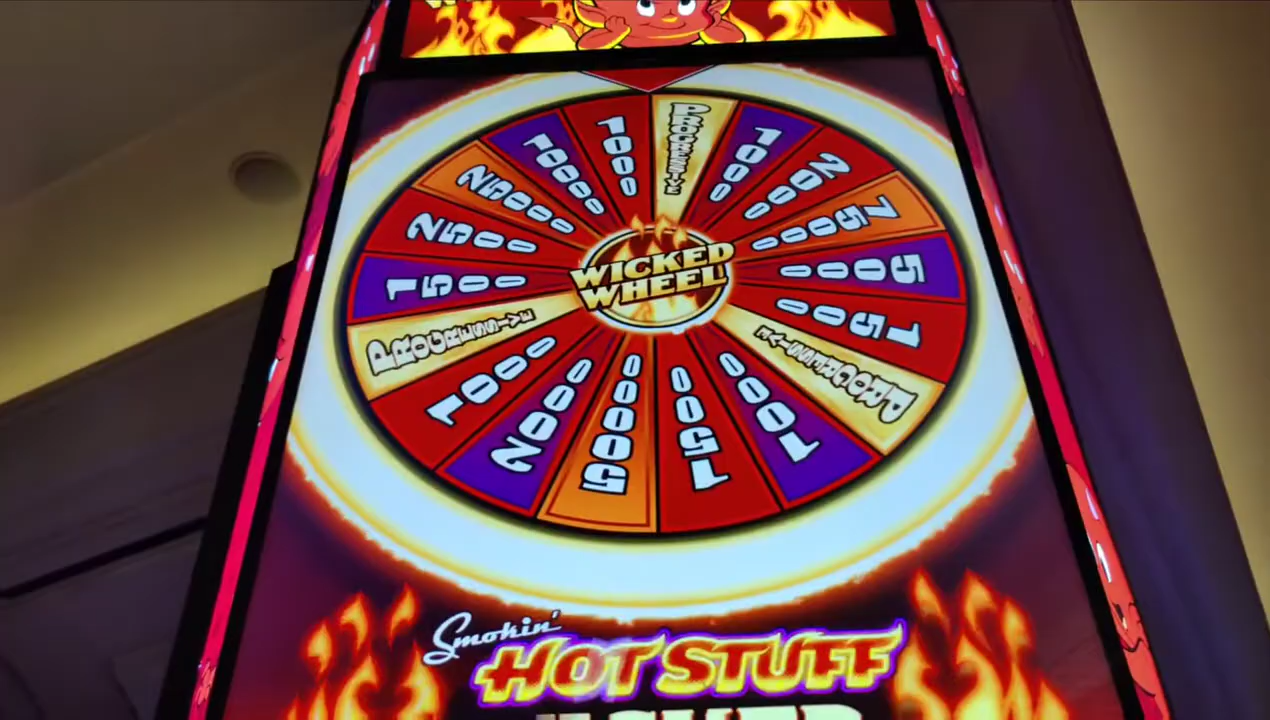 PROGRESSIVE
1000
2000
7500
5000
1500
PROGRESSIVE
1000
1500
5000
2000
1000
PROGRESSIVE
1500
2500
25000
10000
1000
WICKED
WHEEL
Smokin'
HOT STUFF